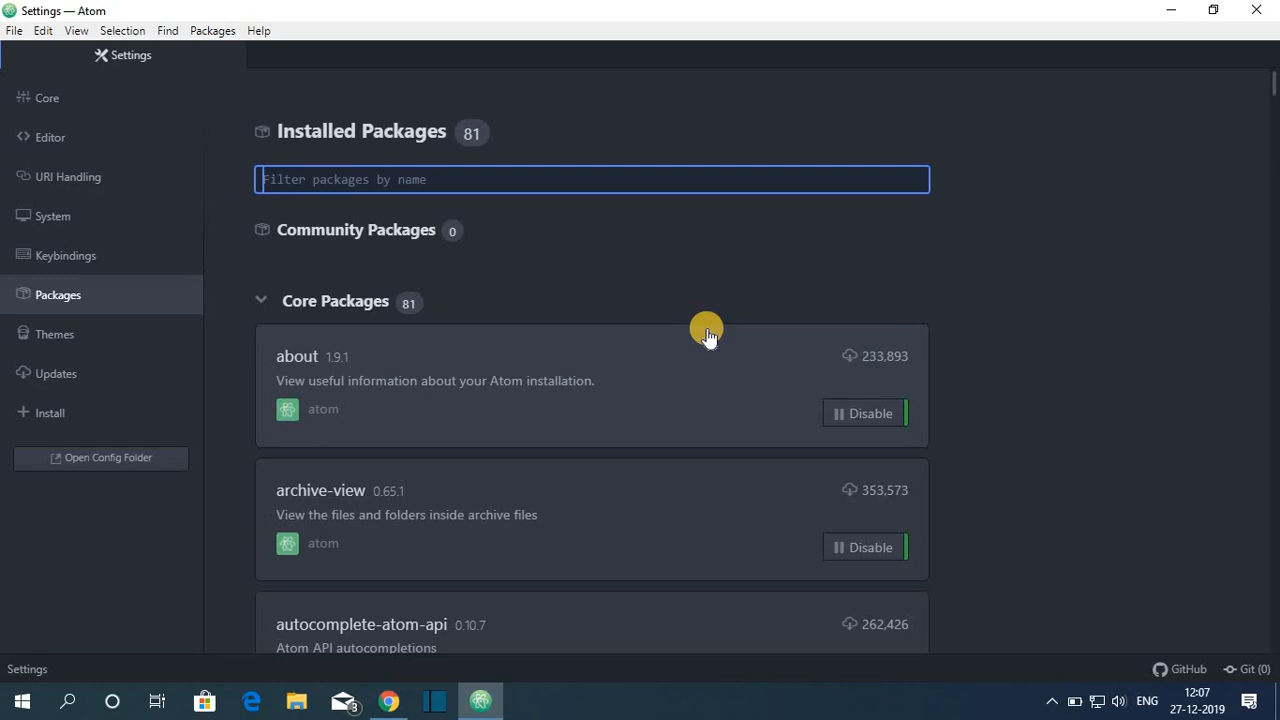 Settings — Atom
File Edit View Selection Find Packages Help
Settings
Core
Editor
URI Handling
System
Keybindings
Packages
Themes
Updates
Install
Open Config Folder
Installed Packages 81
Filter packages by name
Community Packages 0
Core Packages 81
about 1.9.1 233,893
View useful information about your Atom installation.
atom Disable
archive-view 0.65.1 353,573
View the files and folders inside archive files
atom Disable
autocomplete-atom-api 0.10.7 262,426
Atom API autocompletions
Settings GitHub Git (0)
3 ENG 12:07
27-12-2019